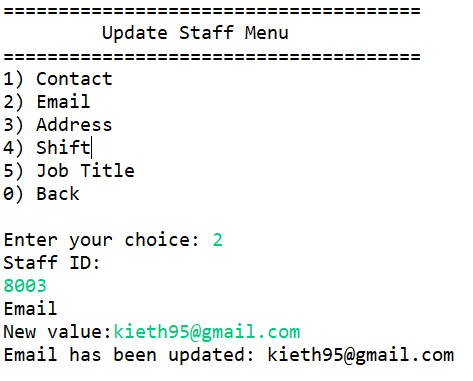 ======================================
Update Staff Menu
======================================
1) Contact
2) Email
3) Address
4) Shift
5) Job Title
0) Back
Enter your choice: 2
Staff ID:
8003
Email
New value:kieth95@gmail.com
Email has been updated: kieth95@gmail.com